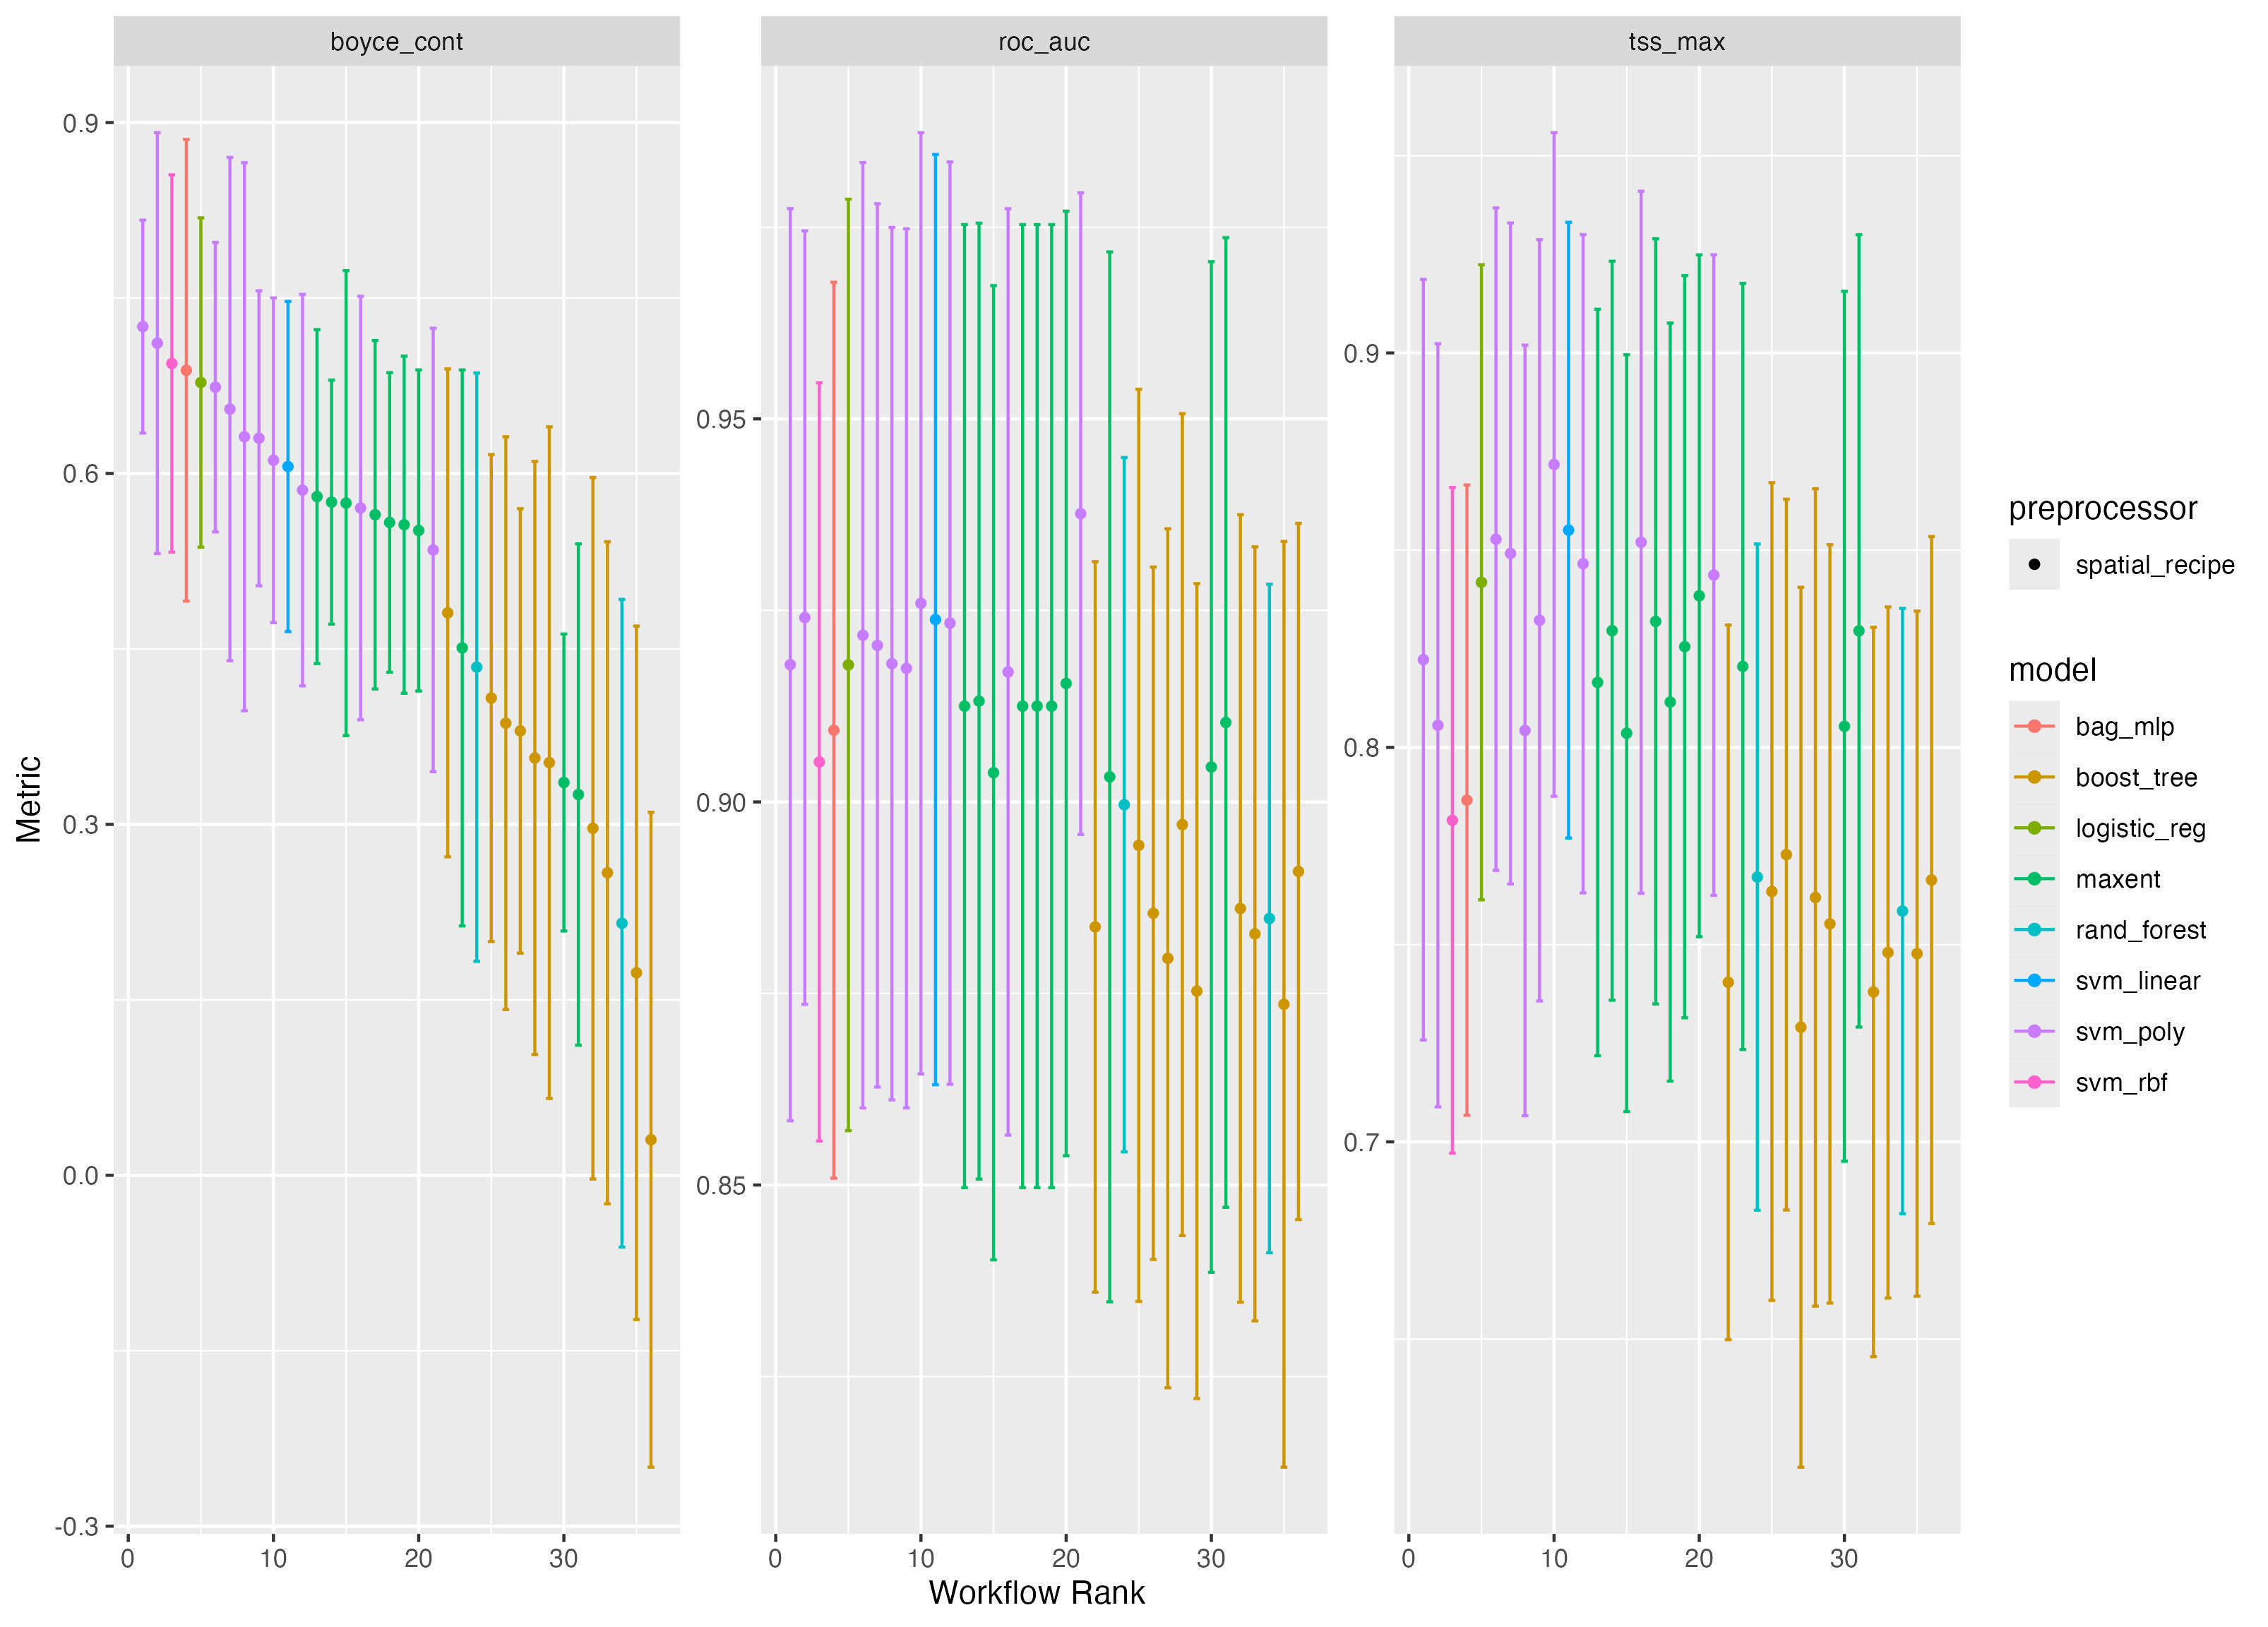 boyce_cont
roc_auc
tss_max
Metric
0.9
0.6
0.3
0.0
-0.3
0.95
0.90
0.85
0.9
0.8
0.7
0 10 20 30
0 10 20 30
0 10 20 30
Workflow Rank
preprocessor
spatial_recipe
model
bag_mlp
boost_tree
logistic_reg
maxent
rand_forest
svm_linear
svm_poly
svm_rbf